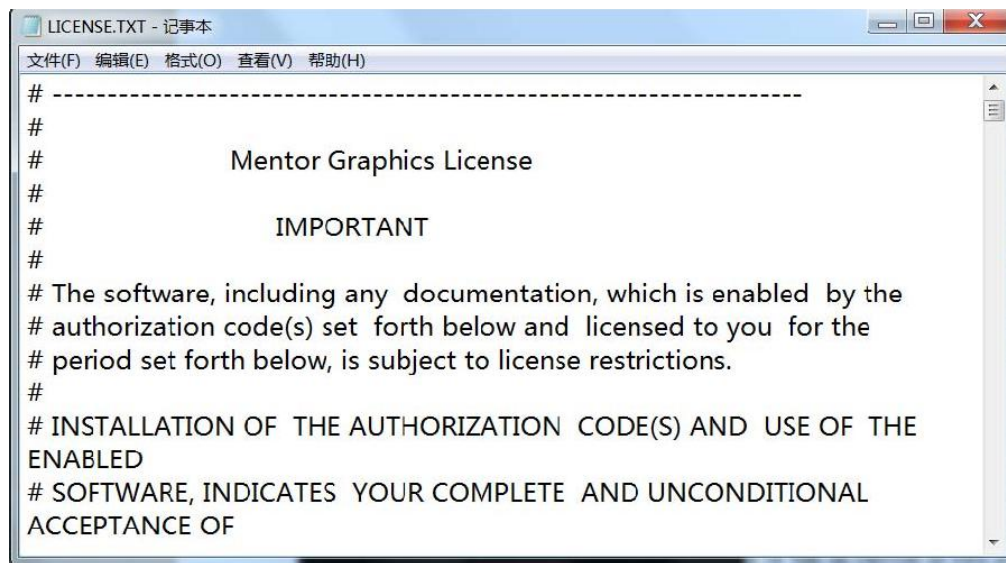 LICENSE.TXT - 记事本
文件(F) 编辑(E) 格式(O) 查看(V) 帮助(H)
# --------------------------------------------------------------------
#
# Mentor Graphics License
#
# IMPORTANT
#
# The software, including any  documentation, which is enabled  by the
# authorization code(s) set  forth below and  licensed to you  for the
# period set forth below, is subject to license restrictions.
#
# INSTALLATION OF  THE AUTHORIZATION  CODE(S) AND  USE OF  THE
ENABLED
# SOFTWARE, INDICATES  YOUR COMPLETE  AND UNCONDITIONAL
ACCEPTANCE OF